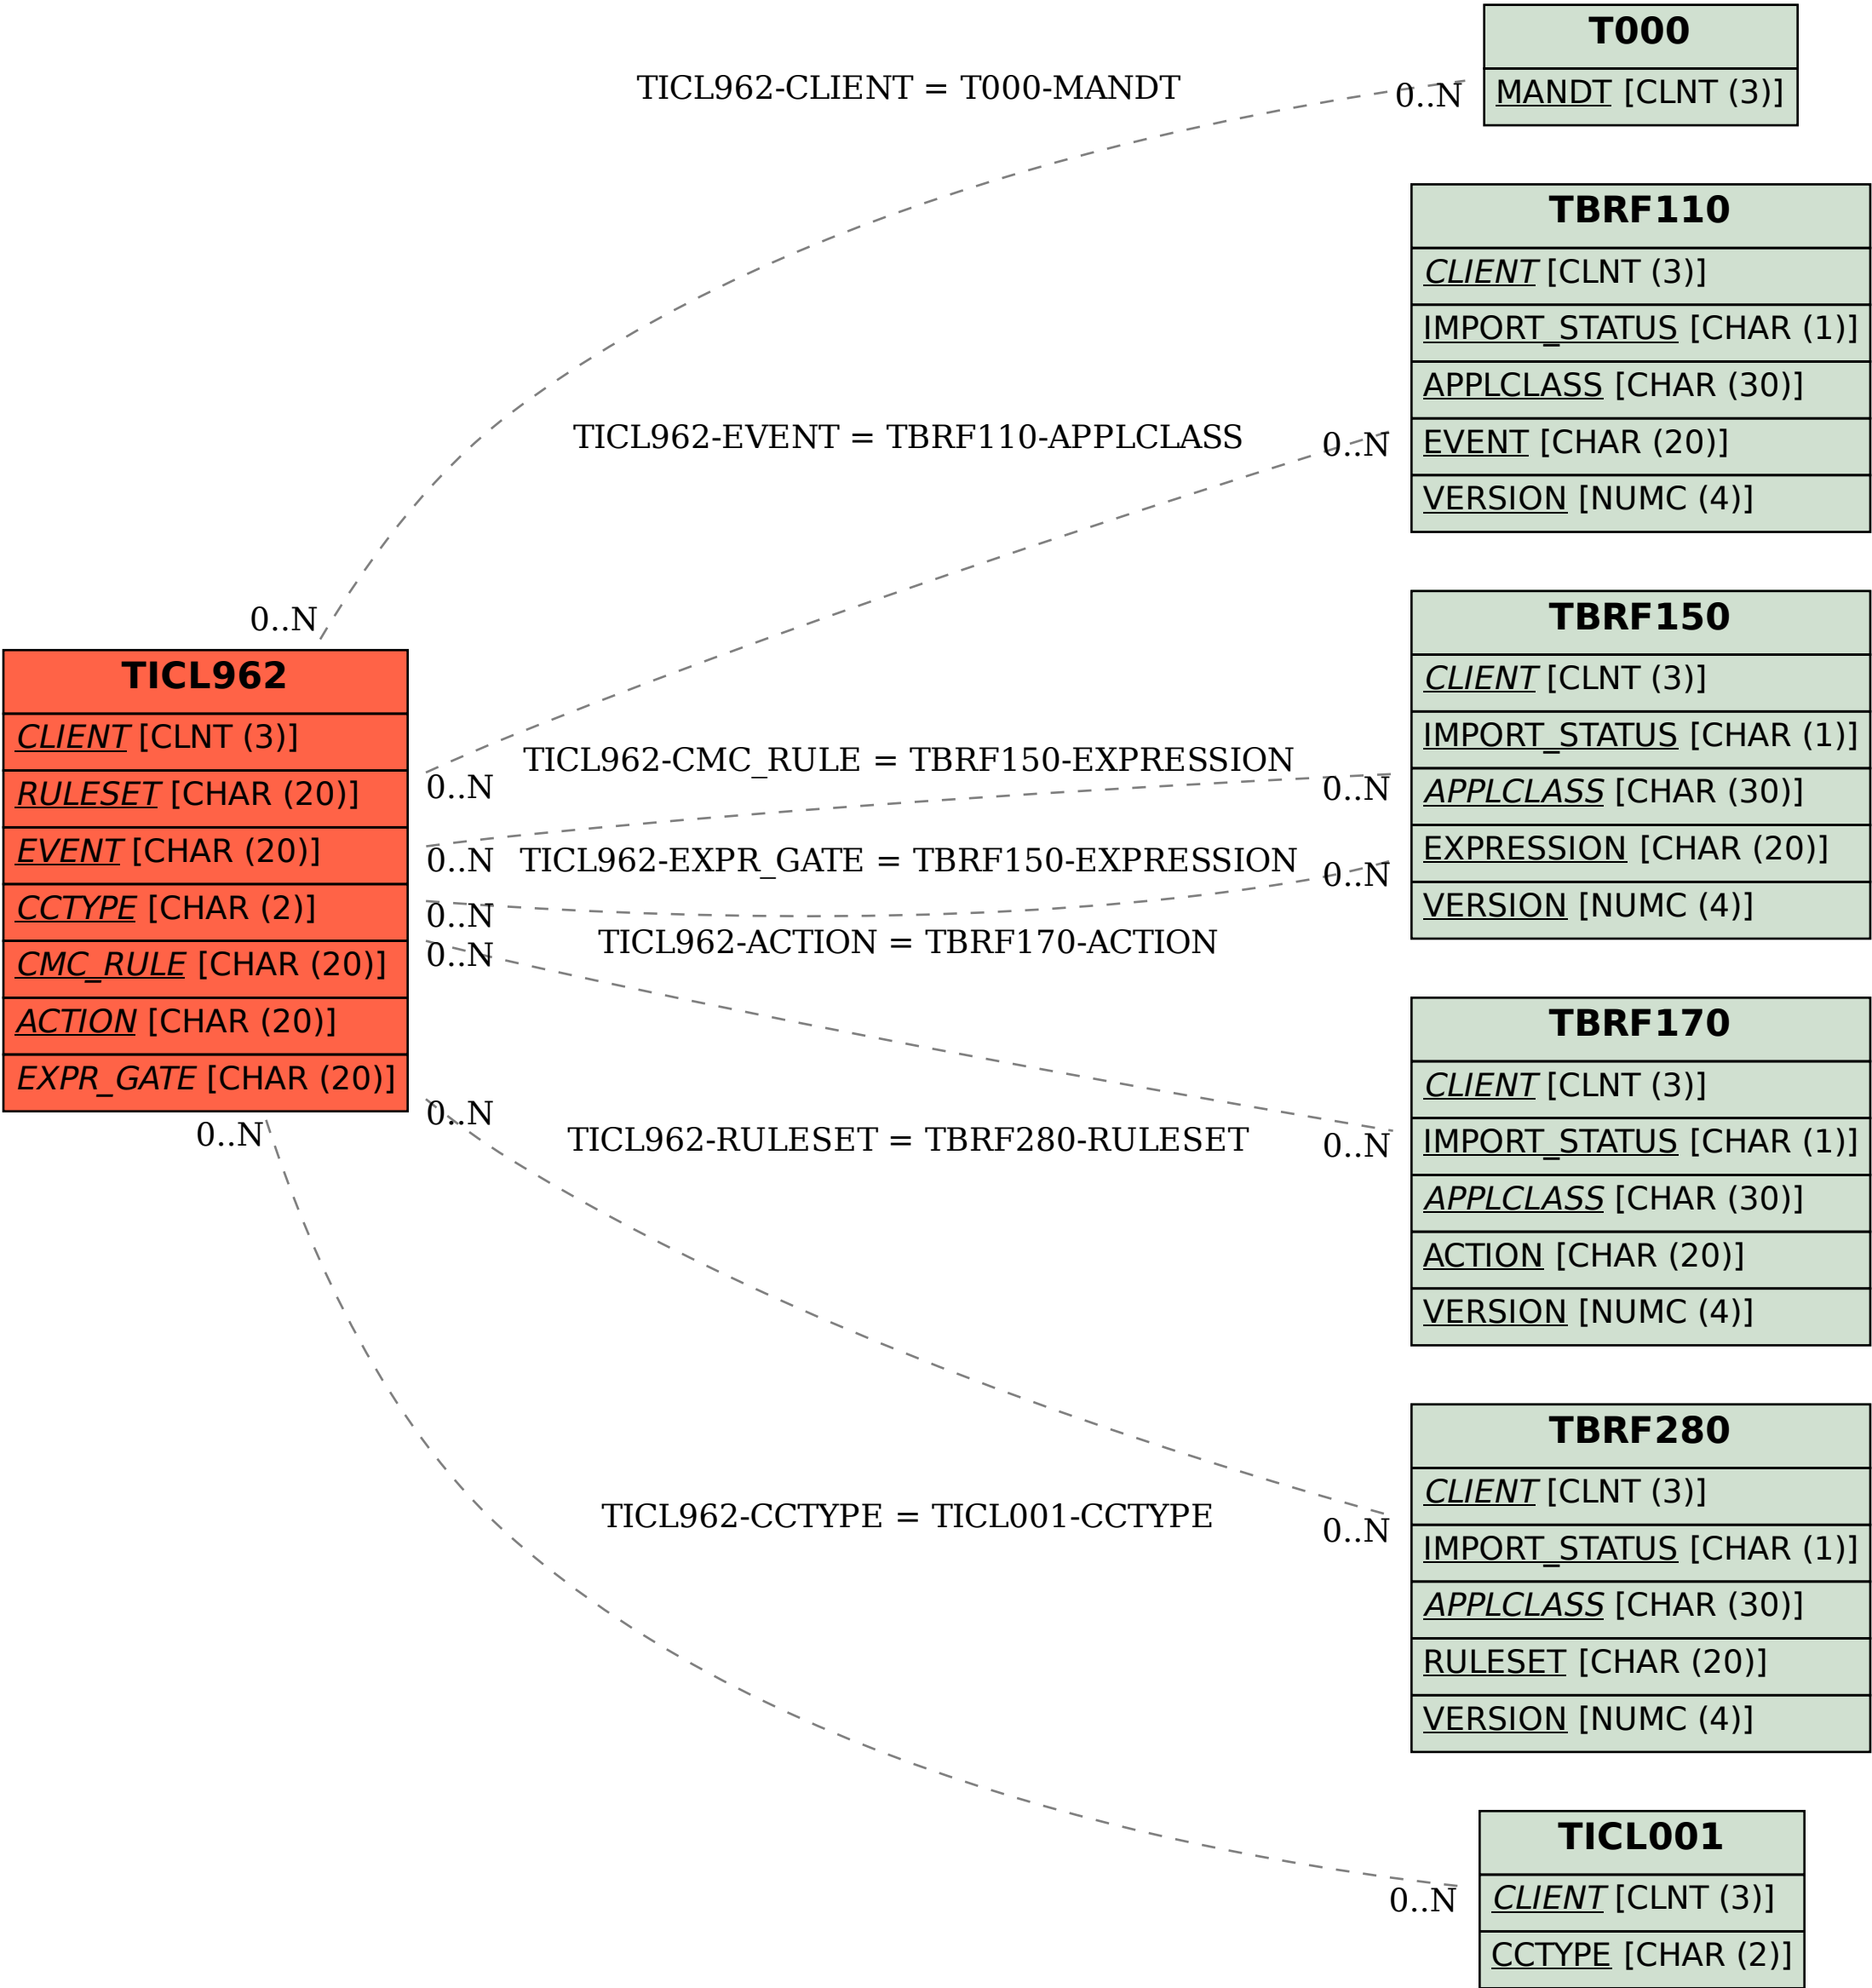 T000
MANDT [CLNT (3)]
TICL962-CLIENT = T000-MANDT
0..N
0..N
TBRF110
CLIENT [CLNT (3)]
IMPORT_STATUS [CHAR (1)]
APPLCLASS [CHAR (30)]
EVENT [CHAR (20)]
VERSION [NUMC (4)]
TICL962-EVENT = TBRF110-APPLCLASS
0..N
0..N
TICL962
CLIENT [CLNT (3)]
RULESET [CHAR (20)]
EVENT [CHAR (20)]
CCTYPE [CHAR (2)]
CMC_RULE [CHAR (20)]
ACTION [CHAR (20)]
EXPR_GATE [CHAR (20)]
TBRF150
CLIENT [CLNT (3)]
IMPORT_STATUS [CHAR (1)]
APPLCLASS [CHAR (30)]
EXPRESSION [CHAR (20)]
VERSION [NUMC (4)]
TICL962-CMC_RULE = TBRF150-EXPRESSION
0..N
0..N
TICL962-EXPR_GATE = TBRF150-EXPRESSION
0..N
0..N
TICL962-ACTION = TBRF170-ACTION
0..N
0..N
TBRF170
CLIENT [CLNT (3)]
IMPORT_STATUS [CHAR (1)]
APPLCLASS [CHAR (30)]
ACTION [CHAR (20)]
VERSION [NUMC (4)]
TICL962-RULESET = TBRF280-RULESET
0..N
0..N
TBRF280
CLIENT [CLNT (3)]
IMPORT_STATUS [CHAR (1)]
APPLCLASS [CHAR (30)]
RULESET [CHAR (20)]
VERSION [NUMC (4)]
TICL962-CCTYPE = TICL001-CCTYPE
0..N
0..N
TICL001
CLIENT [CLNT (3)]
CCTYPE [CHAR (2)]